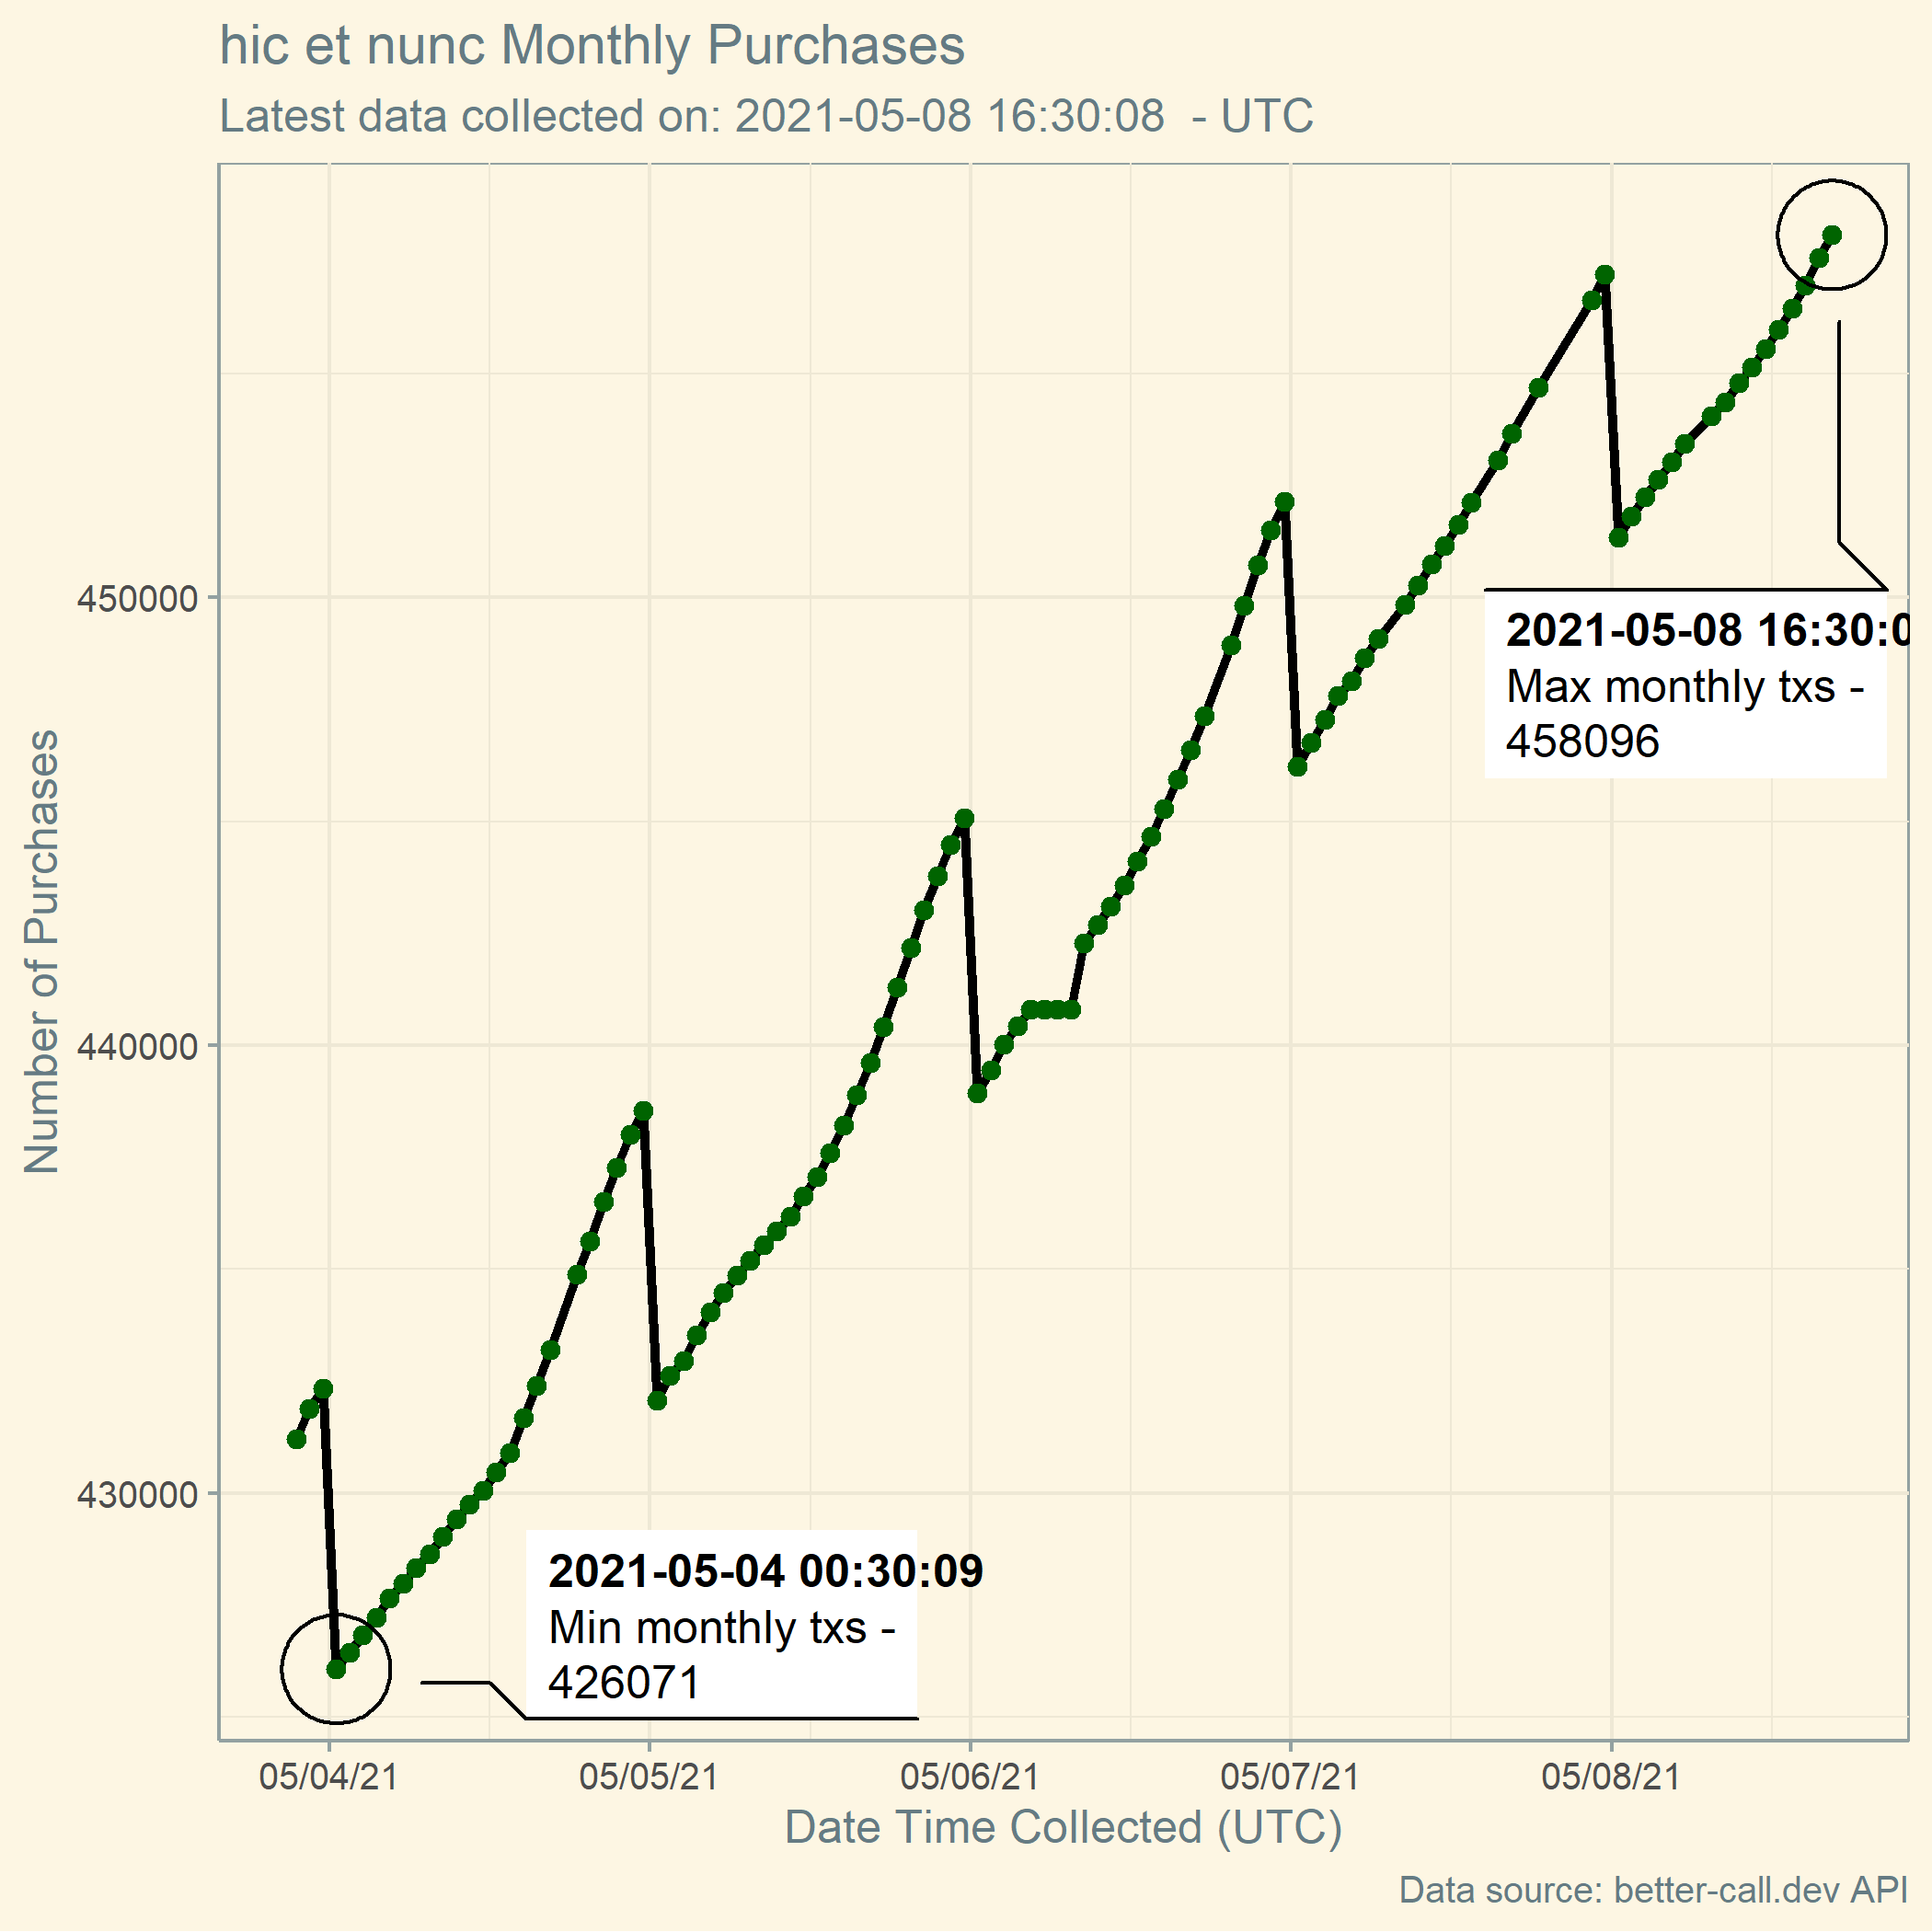 hic et nunc Monthly Purchases
Latest data collected on: 2021-05-08 16:30:08 - UTC
Number of Purchases
450000
440000
430000
2021-05-08 16:30:0
Max monthly txs -
458096
2021-05-04 00:30:09
Min monthly txs -
426071
05/04/21
05/05/21
05/06/21
05/07/21
05/08/21
Date Time Collected (UTC)
Data source: better-call.dev API